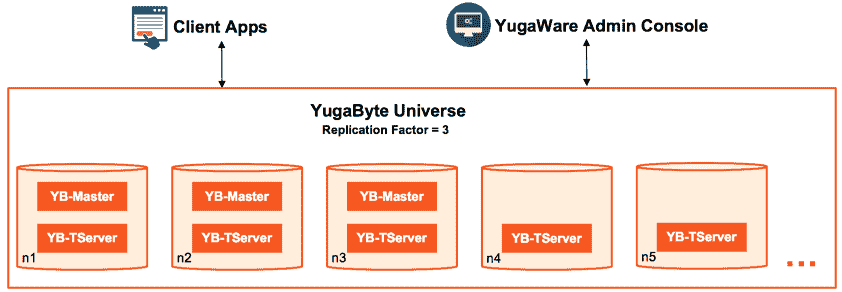 Client Apps
YugaWare Admin Console
YugaByte Universe
Replication Factor = 3
YB-Master
YB-TServer
n1
YB-Master
YB-TServer
n2
YB-Master
YB-TServer
n3
YB-TServer
n4
YB-TServer
n5
...